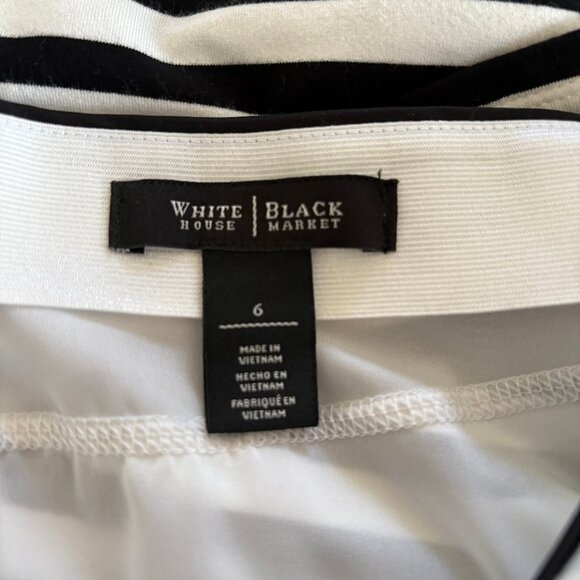 WHITE HOUSE | BLACK MARKET
6
MADE IN
VIETNAM
HECHO EN
VIETNAM
FABRIQUÉ EN
VIETNAM